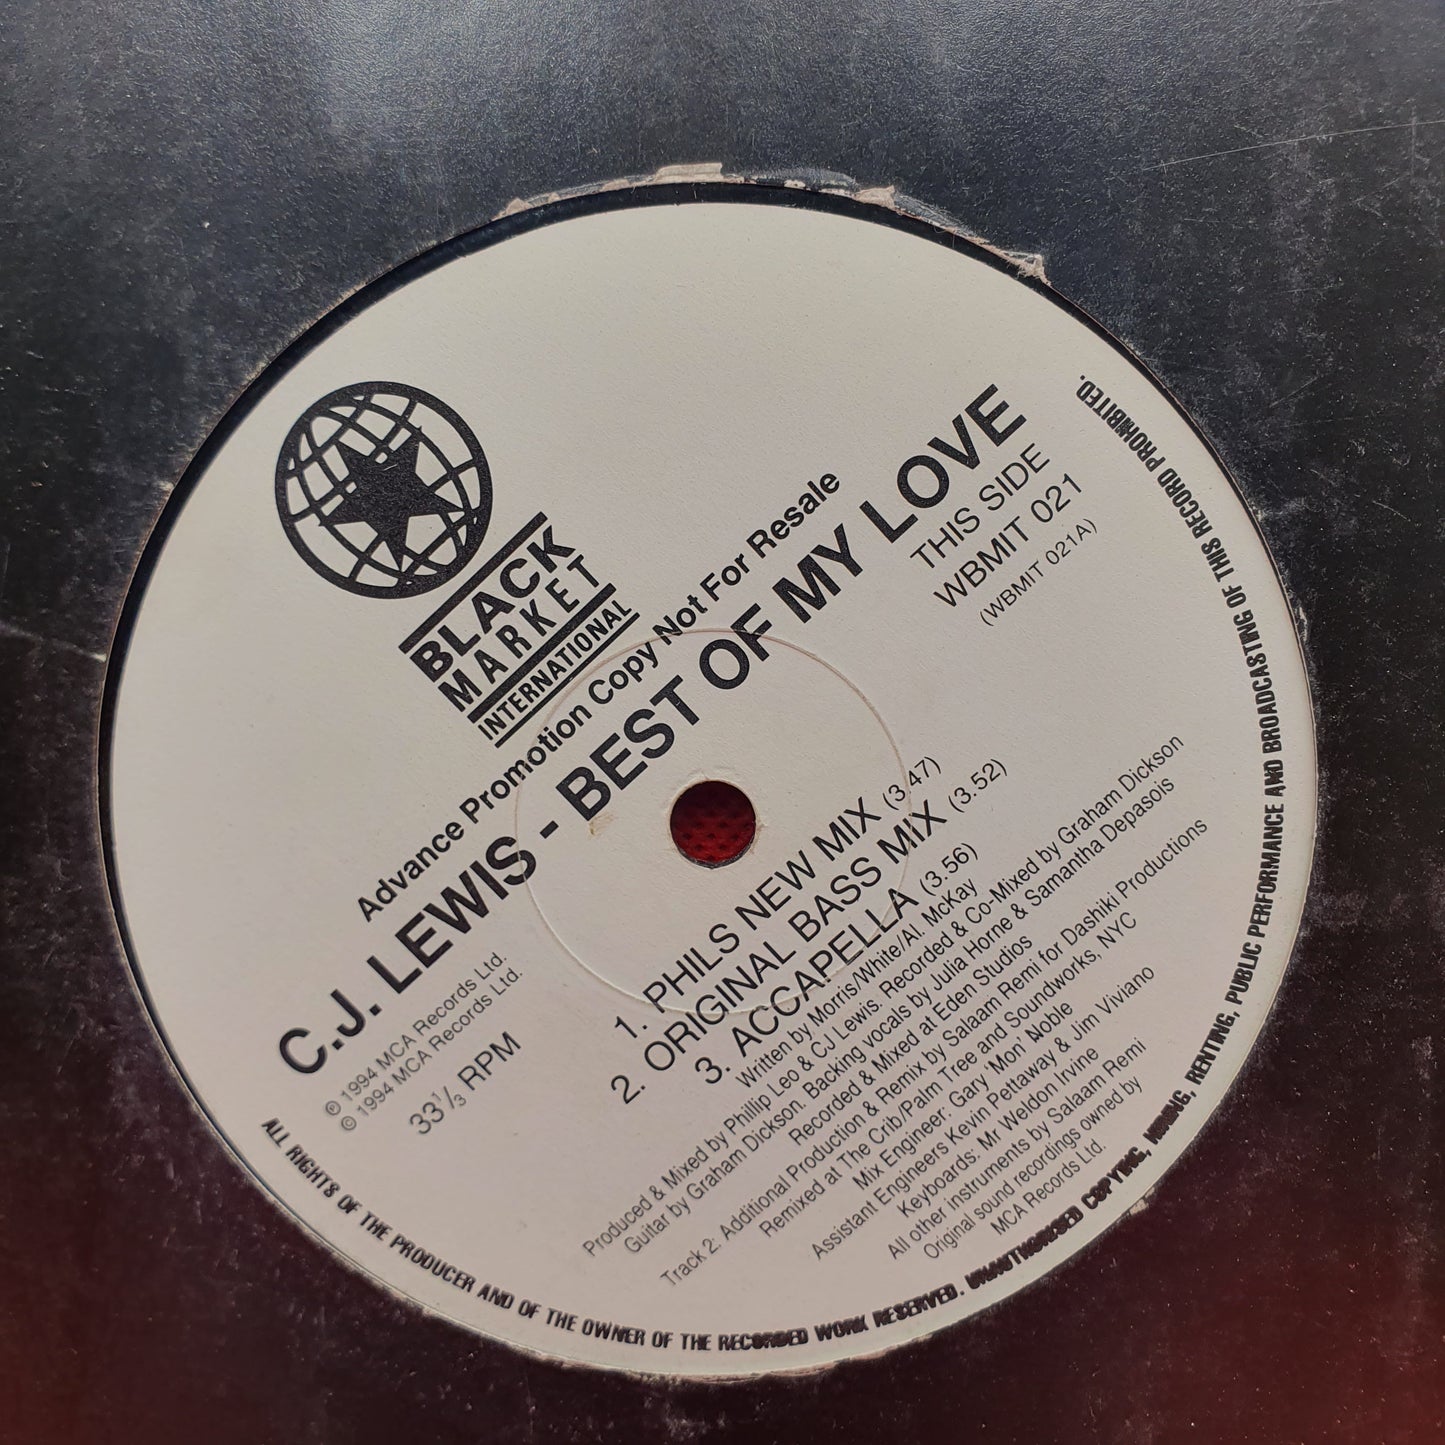 BLACK
MARKET
INTERNATIONAL
Advance Promotion Copy Not For Resale
C.J. LEWIS - BEST OF MY LOVE
THIS SIDE
WBMIT 021
(WBMIT 021A)
℗ 1994 MCA Records Ltd.
© 1994 MCA Records Ltd.
33 1/3 RPM
1. PHILS NEW MIX (3.47)
2. ORIGINAL BASS MIX (3.52)
3. ACCAPELLA (3.56)
Written by Morris/White/Al. McKay
Produced & Mixed by Phillip Leo & CJ Lewis. Recorded & Co-Mixed by Graham Dickson
Guitar by Graham Dickson. Backing vocals by Julia Horne & Samantha Depasois
Recorded & Mixed at Eden Studios
Track 2: Additional Production & Remix by Salaam Remi for Dashiki Productions
Remixed at The Crib/Palm Tree and Soundworks, NYC
Mix Engineer: Gary 'Mon' Noble
Assistant Engineers Kevin Pettaway & Jim Viviano
Keyboards: Mr Weldon Irvine
All other instruments by Salaam Remi
Original sound recordings owned by
MCA Records Ltd.
ALL RIGHTS OF THE PRODUCER AND OF THE OWNER OF THE RECORDED WORK RESERVED. UNAUTHORISED COPYING, HIRING, RENTING, PUBLIC PERFORMANCE AND BROADCASTING OF THIS RECORD PROHIBITED.